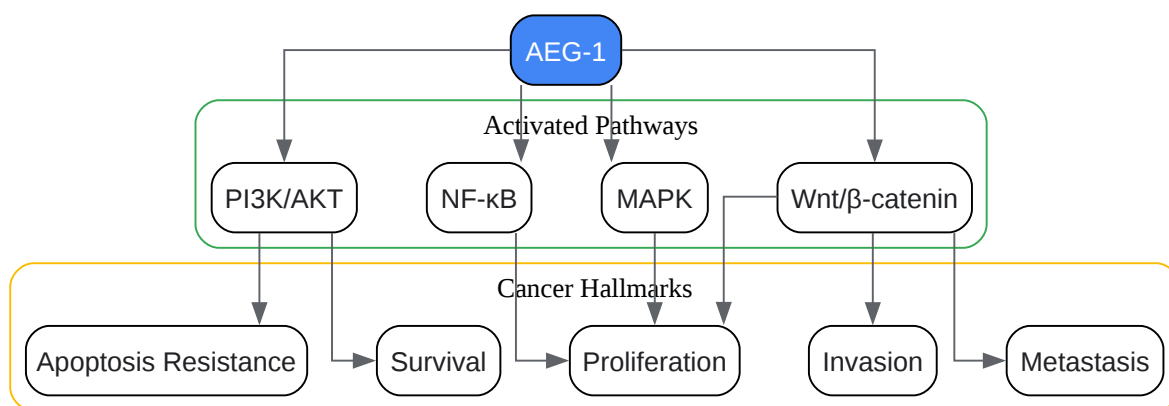 AEG-1
Activated Pathways
PI3K/AKT
NF-κB
MAPK
Wnt/β-catenin
Cancer Hallmarks
Apoptosis Resistance
Survival
Proliferation
Invasion
Metastasis